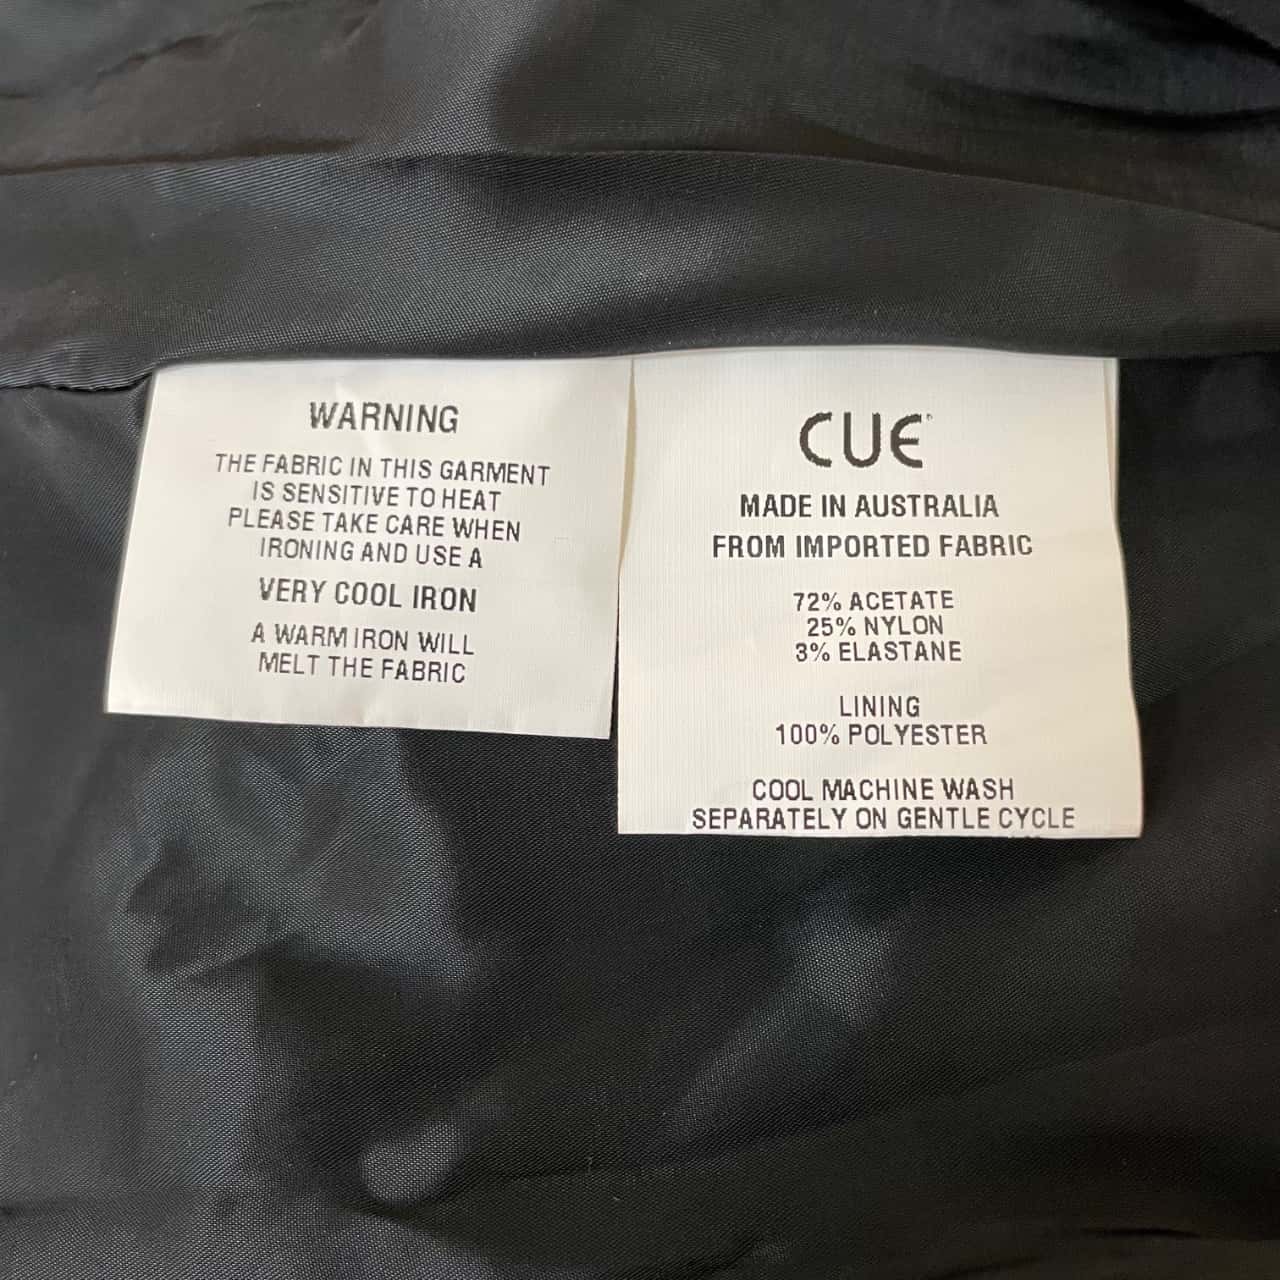 WARNING
THE FABRIC IN THIS GARMENT
IS SENSITIVE TO HEAT
PLEASE TAKE CARE WHEN
IRONING AND USE A
VERY COOL IRON
A WARM IRON WILL
MELT THE FABRIC
CUE
MADE IN AUSTRALIA
FROM IMPORTED FABRIC
72% ACETATE
25% NYLON
3% ELASTANE
LINING
100% POLYESTER
COOL MACHINE WASH
SEPARATELY ON GENTLE CYCLE